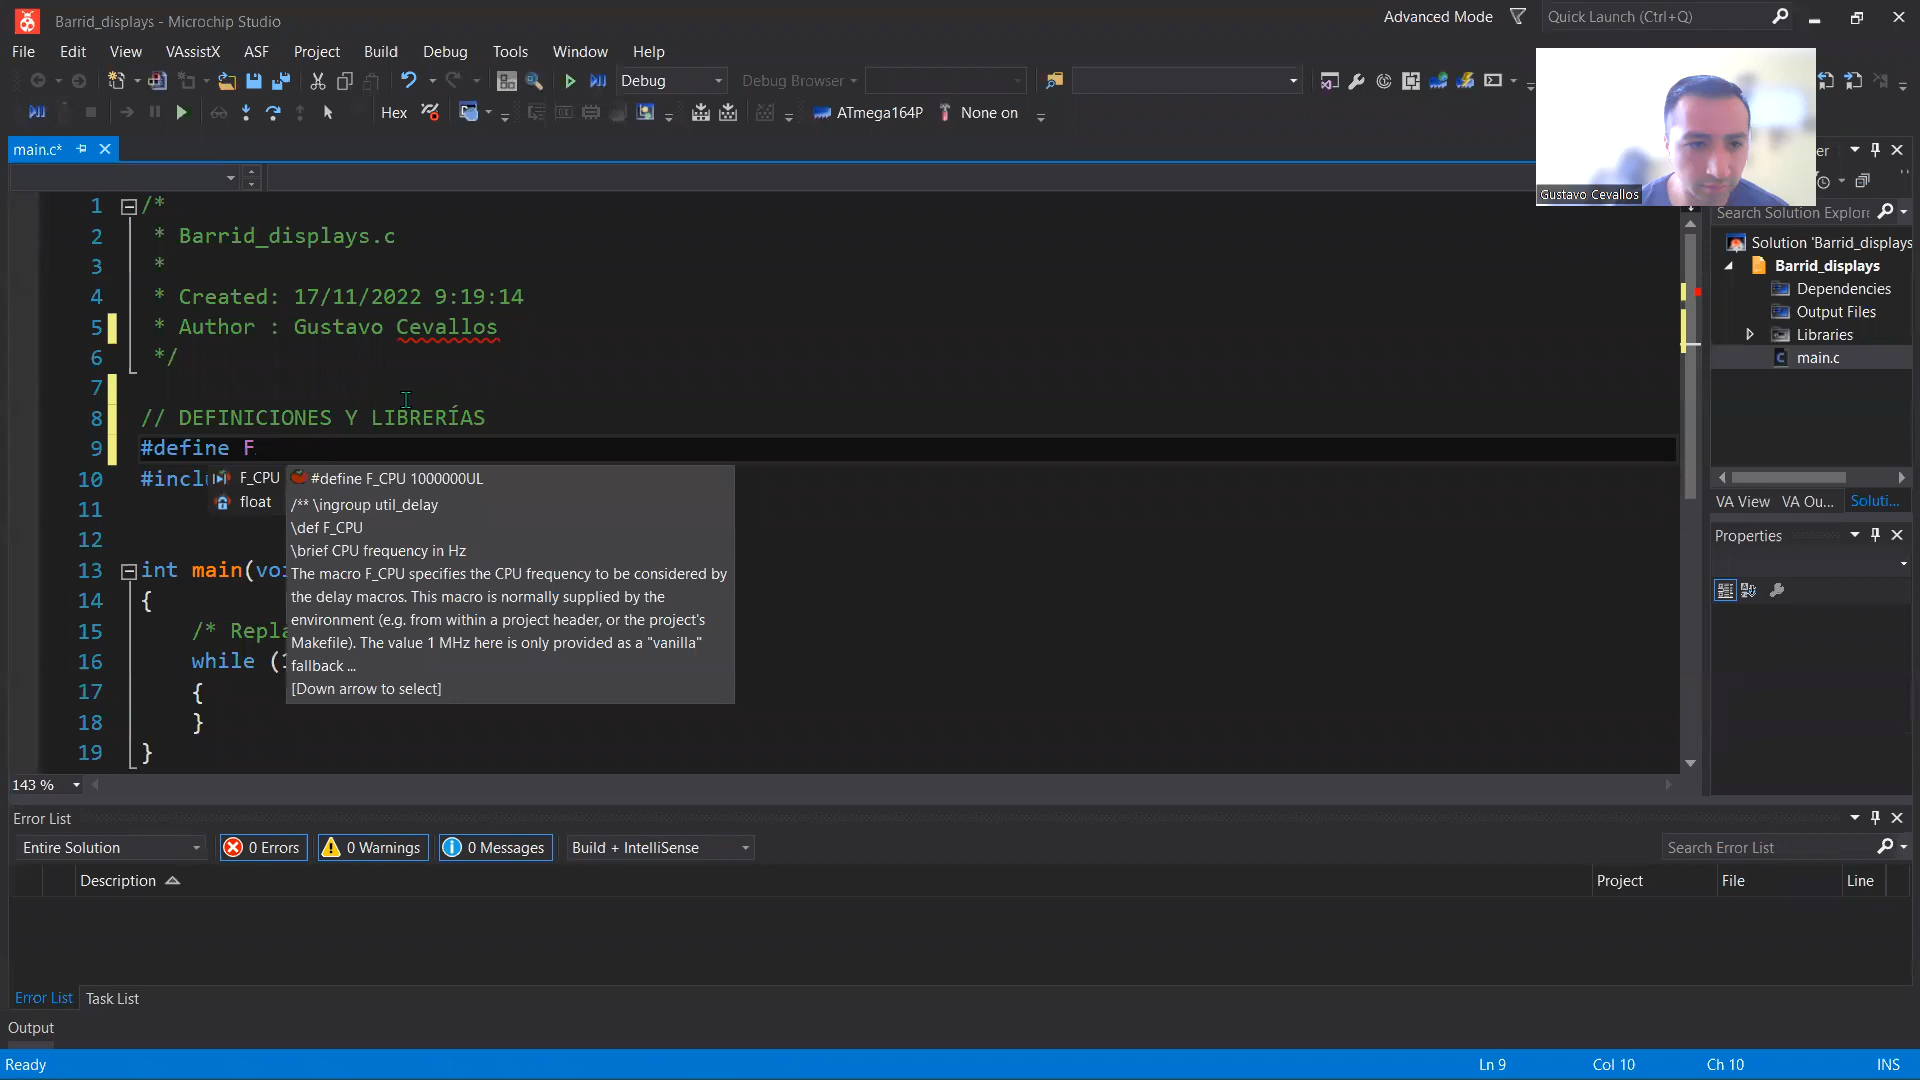 Barrid_displays - Microchip Studio
Advanced Mode
Quick Launch (Ctrl+Q)
File Edit View VAssistX ASF Project Build Debug Tools Window Help
Debug Debug Browser
Hex ATmega164P None on
main.c*
Gustavo Cevallos
er
Search Solution Explore
Solution 'Barrid_displays
Barrid_displays
Dependencies
Output Files
Libraries
main.c
1 /*
2 * Barrid_displays.c
3 *
4 * Created: 17/11/2022 9:19:14
5 * Author : Gustavo Cevallos
6 */
7
8 // DEFINICIONES Y LIBRERÍAS
9 #define F
10 #inclu
11
12
13 int main(voi
14 {
15 /* Repla
16 while (1
17 {
18 }
19 }
F_CPU
float
#define F_CPU 1000000UL
/** \ingroup util_delay
\def F_CPU
\brief CPU frequency in Hz
The macro F_CPU specifies the CPU frequency to be considered by
the delay macros. This macro is normally supplied by the
environment (e.g. from within a project header, or the project's
Makefile). The value 1 MHz here is only provided as a "vanilla"
fallback ...
[Down arrow to select]
VA View VA Ou... Soluti...
Properties
143 %
Error List
Entire Solution 0 Errors 0 Warnings 0 Messages Build + IntelliSense Search Error List
Description Project File Line
Error List Task List
Output
Ready Ln 9 Col 10 Ch 10 INS